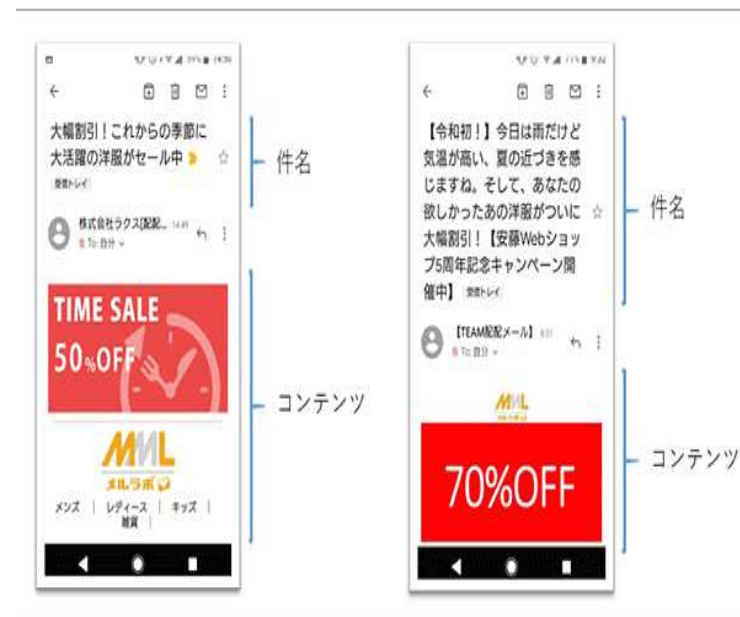 大幅割引！これからの季節に
大活躍の洋服がセール中
受信トレイ
株式会社ラクス[配配...
To: 自分
TIME SALE
50%OFF
MML
メルラボ
メンズ | レディース | キッズ |
雑貨 |
件名
コンテンツ
【令和初！】今日は雨だけど
気温が高い、夏の近づきを感
じますね。そして、あなたの
欲しかったあの洋服がついに
大幅割引！【安藤Webショッ
プ5周年記念キャンペーン開
催中】 受信トレイ
【TEAM配配メール】
To: 自分
MML
70%OFF
件名
コンテンツ